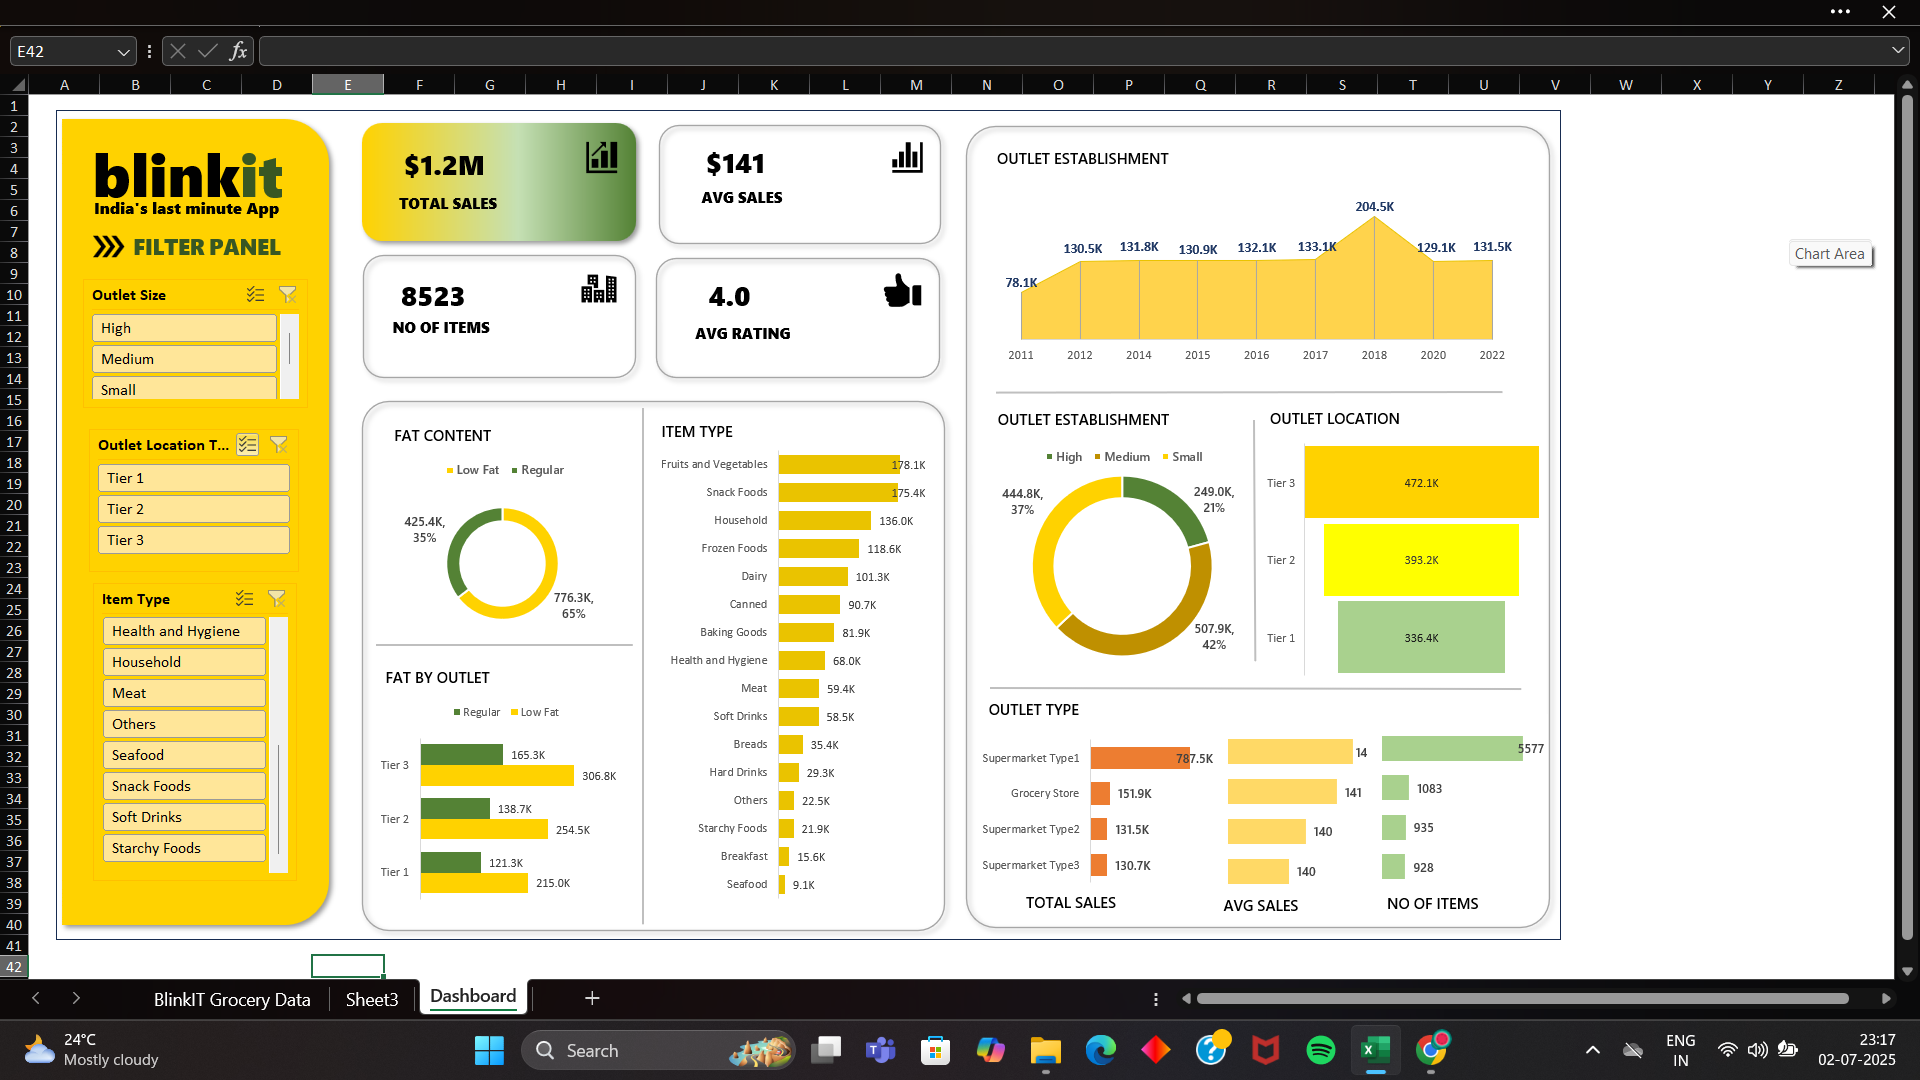 E42
fx
A B C D E F G H I J K L M N O P Q R S T U V W X Y Z
1
2
3
4
5
6
7
8
9
10
11
12
13
14
15
16
17
18
19
20
21
22
23
24
25
26
27
28
29
30
31
32
33
34
35
36
37
38
39
40
41
42
blinkit
India's last minute App
FILTER PANEL
Outlet Size
High
Medium
Small
Outlet Location T...
Tier 1
Tier 2
Tier 3
Item Type
Health and Hygiene
Household
Meat
Others
Seafood
Snack Foods
Soft Drinks
Starchy Foods
$1.2M
TOTAL SALES
$141
AVG SALES
8523
NO OF ITEMS
4.0
AVG RATING
FAT CONTENT
Low Fat Regular
425.4K,
35%
776.3K,
65%
FAT BY OUTLET
Regular Low Fat
Tier 3 165.3K
306.8K
Tier 2 138.7K
254.5K
Tier 1 121.3K
215.0K
ITEM TYPE
Fruits and Vegetables 178.1K
Snack Foods 175.4K
Household 136.0K
Frozen Foods 118.6K
Dairy 101.3K
Canned 90.7K
Baking Goods 81.9K
Health and Hygiene 68.0K
Meat 59.4K
Soft Drinks 58.5K
Breads 35.4K
Hard Drinks 29.3K
Others 22.5K
Starchy Foods 21.9K
Breakfast 15.6K
Seafood 9.1K
OUTLET ESTABLISHMENT
78.1K 130.5K 131.8K 130.9K 132.1K 133.1K 204.5K 129.1K 131.5K
2011 2012 2014 2015 2016 2017 2018 2020 2022
OUTLET ESTABLISHMENT
High Medium Small
444.8K,
37%
249.0K,
21%
507.9K,
42%
OUTLET LOCATION
Tier 3 472.1K
Tier 2 393.2K
Tier 1 336.4K
OUTLET TYPE
Supermarket Type1 787.5K 14 5577
Grocery Store 151.9K 141 1083
Supermarket Type2 131.5K 140 935
Supermarket Type3 130.7K 140 928
TOTAL SALES AVG SALES NO OF ITEMS
Chart Area
BlinkIT Grocery Data Sheet3 Dashboard
24°C
Mostly cloudy
Search
ENG
IN
23:17
02-07-2025